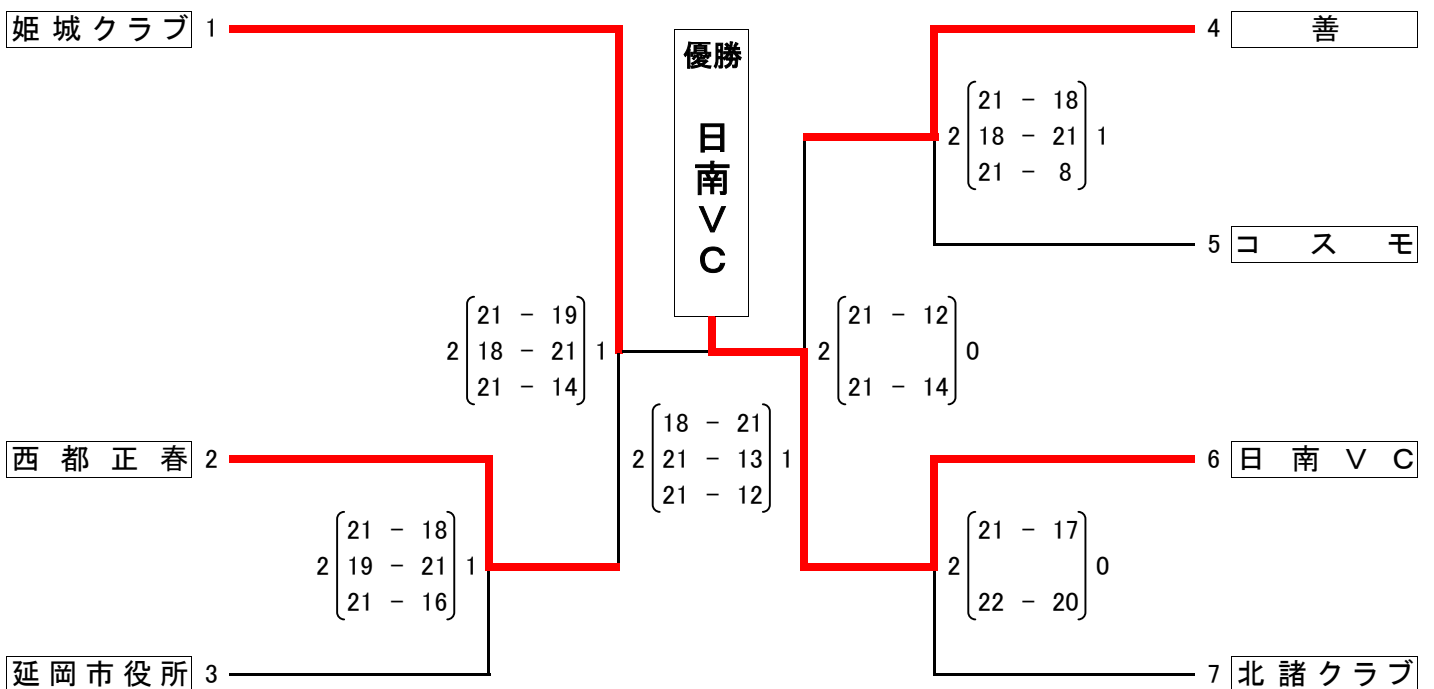 姫城クラブ 1
優勝 日南VC
4 善
2 21 - 18
18 - 21 1
21 - 8
5 コスモ
21 - 19
2 18 - 21 1
21 - 14
21 - 12
2 0
21 - 14
18 - 21
2 21 - 13 1
21 - 12
西都正春 2
6 日南VC
21 - 18
2 19 - 21 1
21 - 16
21 - 17
2 0
22 - 20
延岡市役所 3
7 北諸クラブ